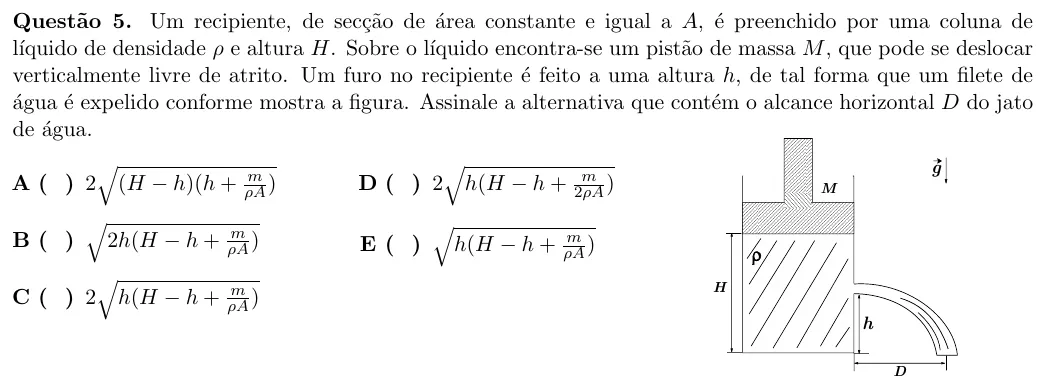 Questão 5. Um recipiente, de secção de área constante e igual a A, é preenchido por uma coluna de
líquido de densidade ρ e altura H. Sobre o líquido encontra-se um pistão de massa M, que pode se deslocar
verticalmente livre de atrito. Um furo no recipiente é feito a uma altura h, de tal forma que um filete de
água é expelido conforme mostra a figura. Assinale a alternativa que contém o alcance horizontal D do jato
de água.
A ( ) 2√((H − h)(h + m/ρA))
B ( ) √(2h(H − h + m/ρA))
C ( ) 2√(h(H − h + m/ρA))
D ( ) 2√(h(H − h + m/2ρA))
E ( ) √(h(H − h + m/ρA))
g⃗
M
ρ
H
h
D